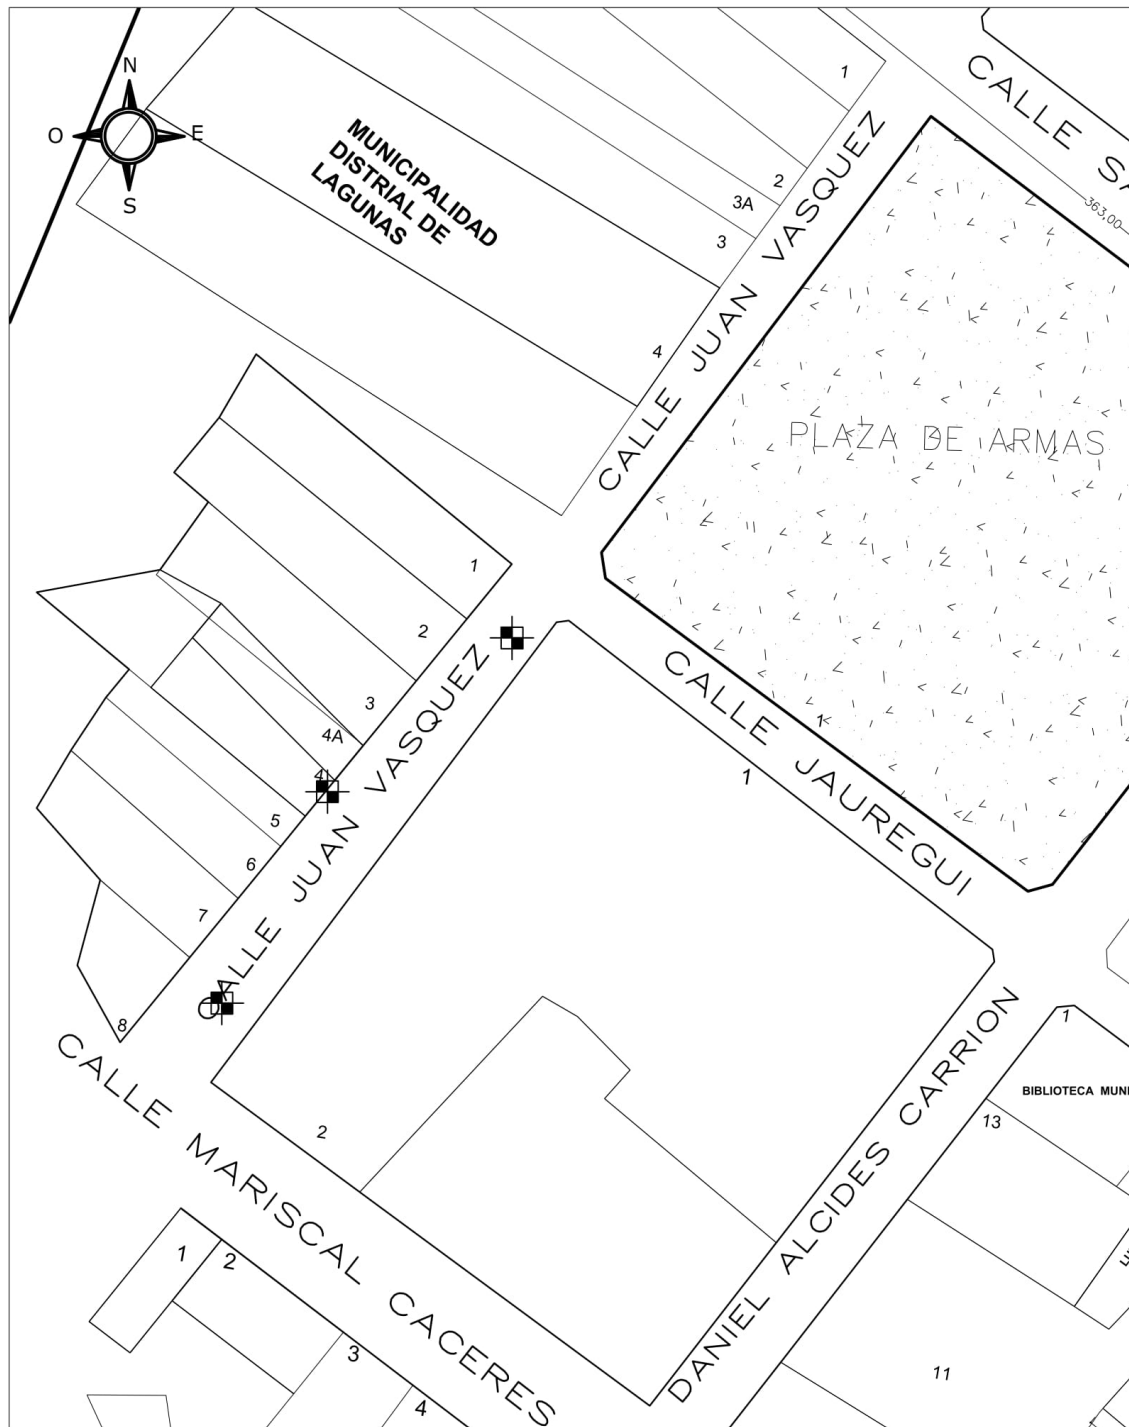 N
O
E
S
MUNICIPALIDAD
DISTRIAL DE
LAGUNAS
1
2
3A
3
4
CALLE JUAN VASQUEZ
CALLE
363,00
PLAZA DE ARMAS
1
1
2
3
4A
4
5
6
7
8
CALLE JUAN VASQUEZ
CALLE JAUREGUI
1
2
CALLE MARISCAL CACERES
DANIEL ALCIDES CARRION
1
BIBLIOTECA
13
11
1
2
3
4